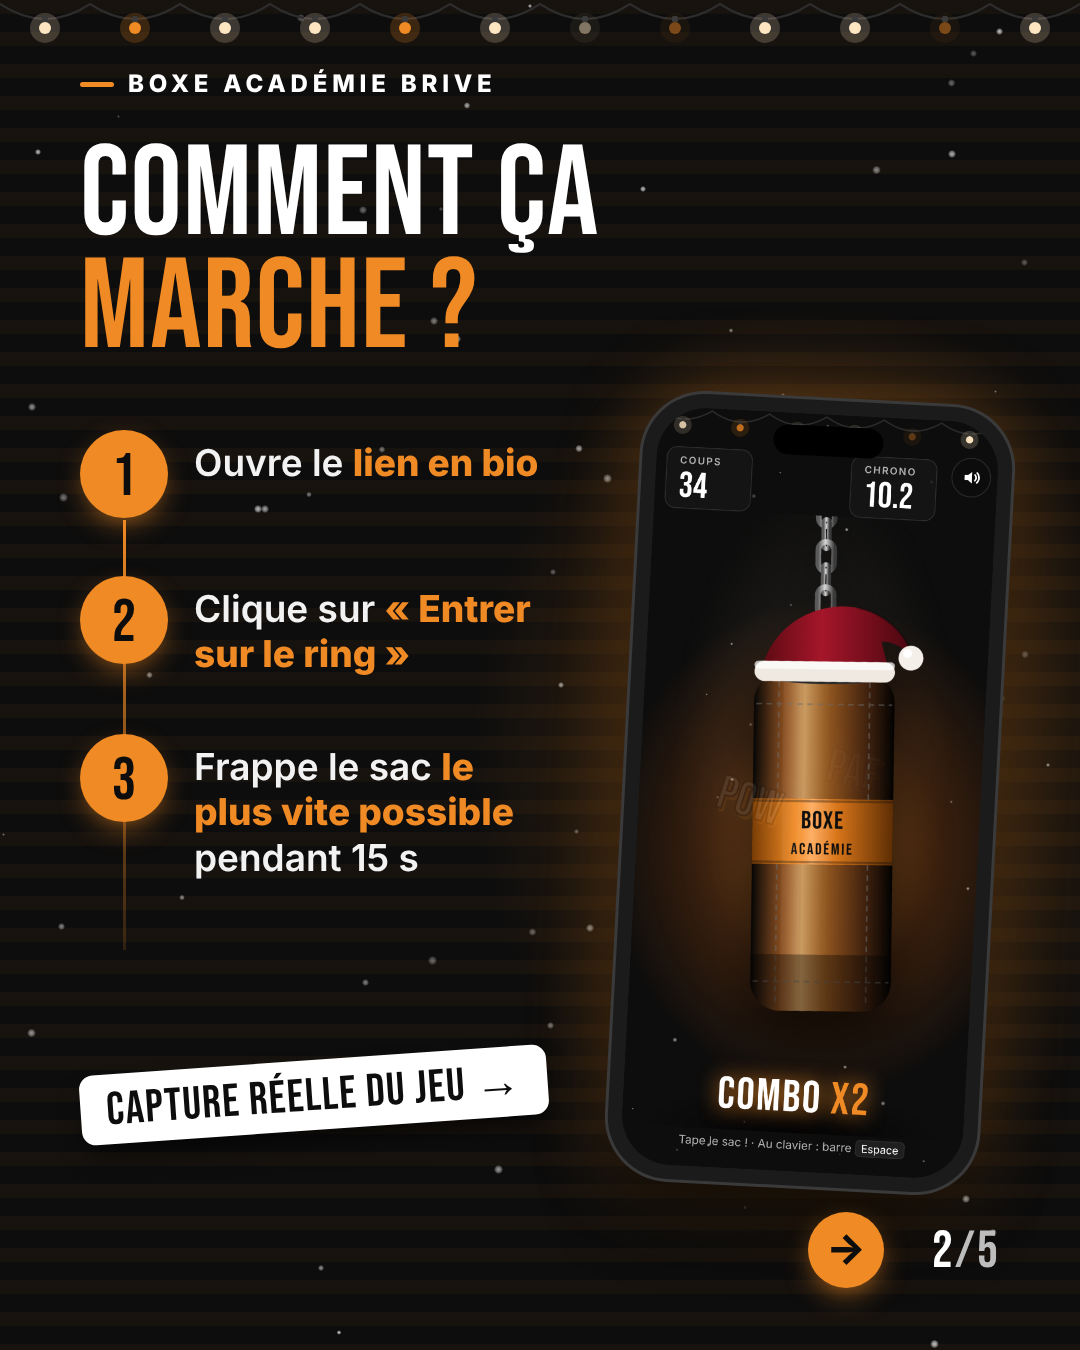 BOXE ACADÉMIE BRIVE
COMMENT ÇA
MARCHE ?
1
Ouvre le lien en bio
2
Clique sur « Entrer
sur le ring »
3
Frappe le sac le
plus vite possible
pendant 15 s
CAPTURE RÉELLE DU JEU →
COUPS
34
CHRONO
10.2
PAF
POW
BOXE
ACADÉMIE
COMBO X2
Tape le sac ! · Au clavier : barre Espace
2/5